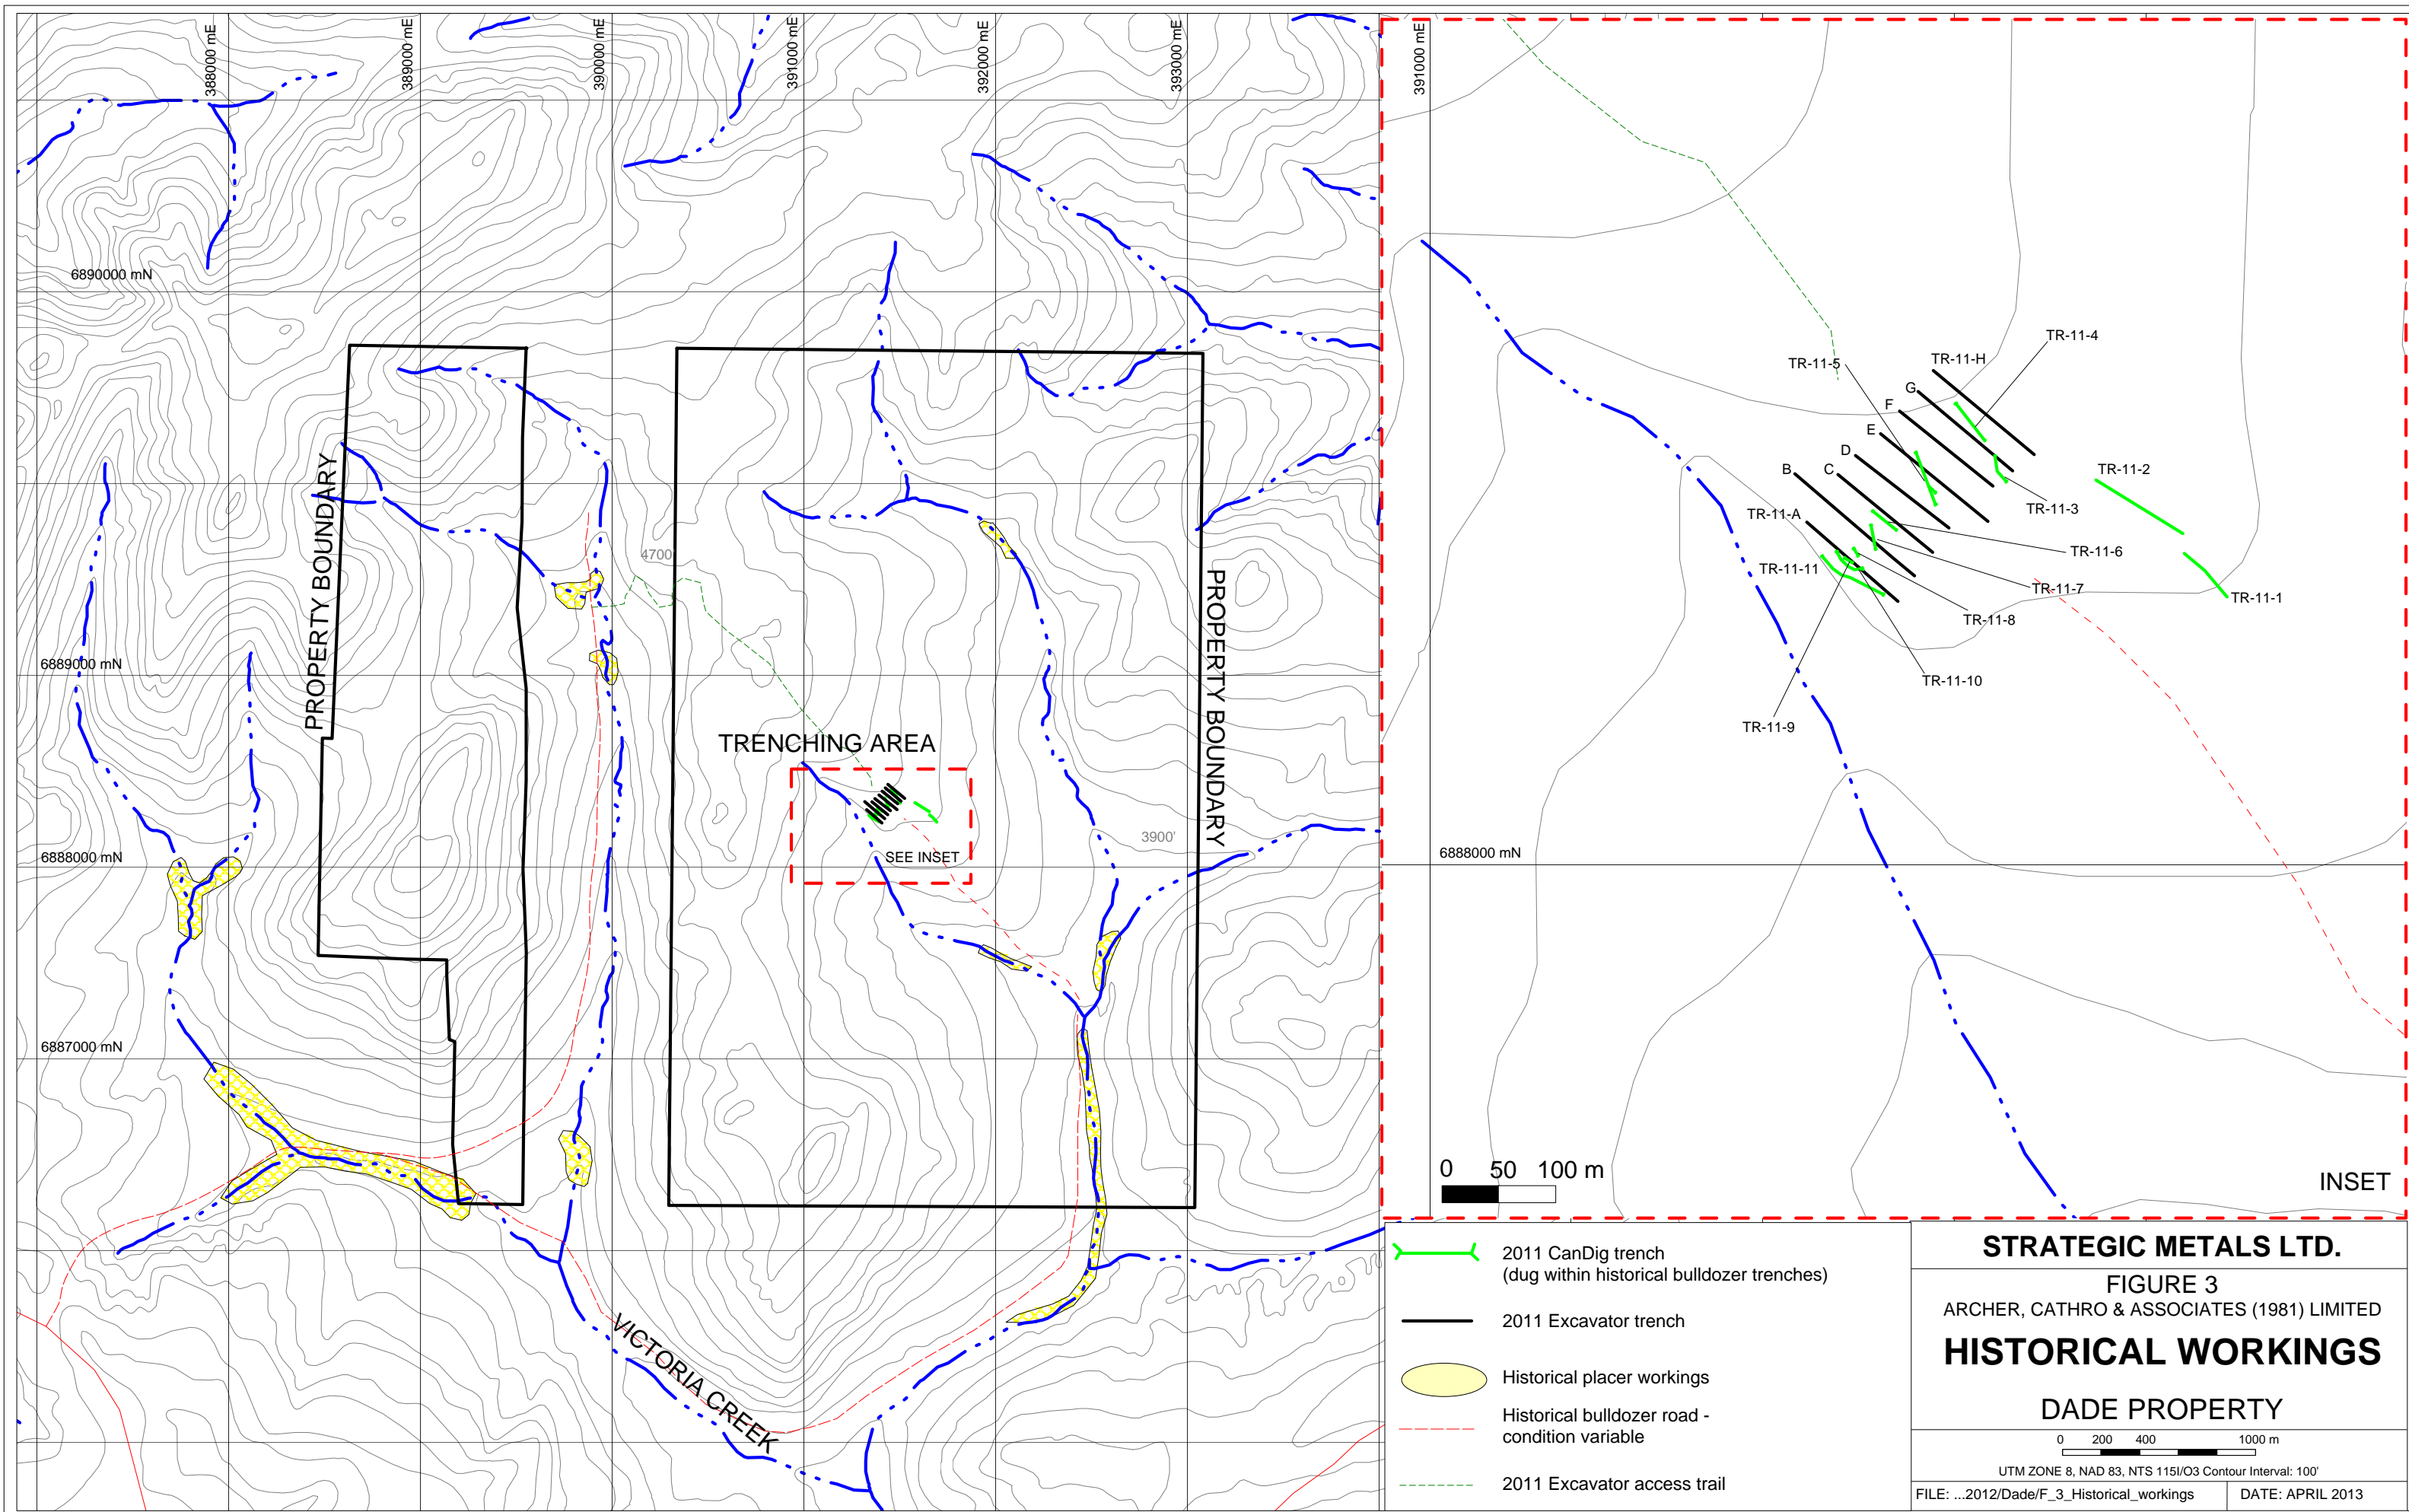 388000 mE
389000 mE
390000 mE
391000 mE
392000 mE
393000 mE
6890000 mN
6889000 mN
6888000 mN
6887000 mN
PROPERTY BOUNDARY
4700'
TRENCHING AREA
SEE INSET
3900'
PROPERTY BOUNDARY
VICTORIA CREEK
391000 mE
TR-11-4
TR-11-H
TR-11-5
G
F
E
D
C
B
TR-11-2
TR-11-3
TR-11-A
TR-11-6
TR-11-11
TR-11-7
TR-11-1
TR-11-8
TR-11-10
TR-11-9
6888000 mN
0 50 100 m
INSET
2011 CanDig trench
(dug within historical bulldozer trenches)
2011 Excavator trench
Historical placer workings
Historical bulldozer road -
condition variable
2011 Excavator access trail
STRATEGIC METALS LTD.
FIGURE 3
ARCHER, CATHRO & ASSOCIATES (1981) LIMITED
HISTORICAL WORKINGS
DADE PROPERTY
0 200 400 1000 m
UTM ZONE 8, NAD 83, NTS 115I/O3 Contour Interval: 100'
FILE: ...2012/Dade/F_3_Historical_workings
DATE: APRIL 2013